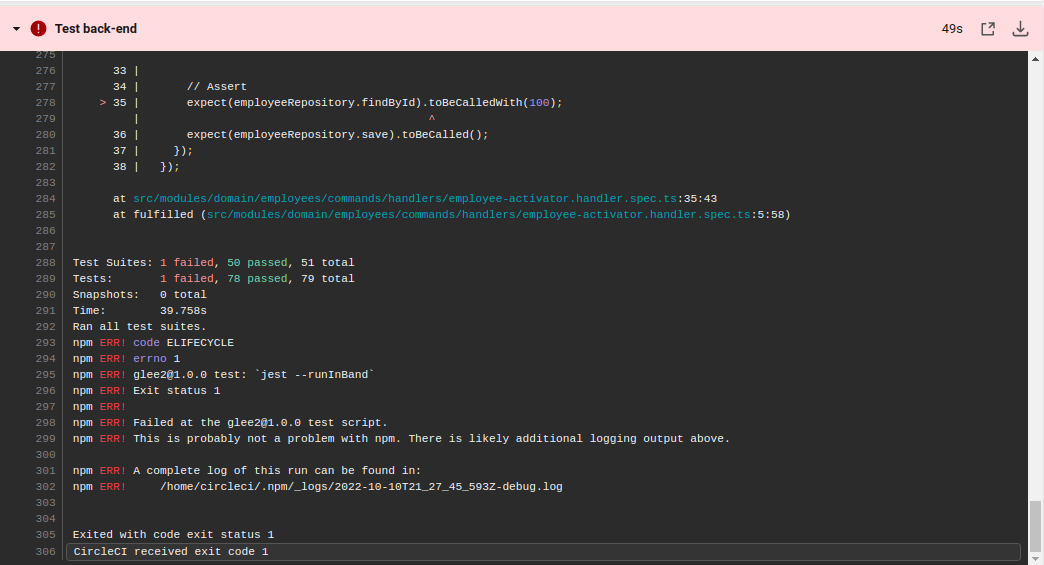 Test back-end 49s
275
276 33 |
277 34 | // Assert
278 > 35 | expect(employeeRepository.findById).toBeCalledWith(100);
279 | ^
280 36 | expect(employeeRepository.save).toBeCalled();
281 37 | });
282 38 | });
283
284 at src/modules/domain/employees/commands/handlers/employee-activator.handler.spec.ts:35:43
285 at fulfilled (src/modules/domain/employees/commands/handlers/employee-activator.handler.spec.ts:5:58)
286
287
288 Test Suites: 1 failed, 50 passed, 51 total
289 Tests: 1 failed, 78 passed, 79 total
290 Snapshots: 0 total
291 Time: 39.758s
292 Ran all test suites.
293 npm ERR! code ELIFECYCLE
294 npm ERR! errno 1
295 npm ERR! glee2@1.0.0 test: `jest --runInBand`
296 npm ERR! Exit status 1
297 npm ERR!
298 npm ERR! Failed at the glee2@1.0.0 test script.
299 npm ERR! This is probably not a problem with npm. There is likely additional logging output above.
300
301 npm ERR! A complete log of this run can be found in:
302 npm ERR! /home/circleci/.npm/_logs/2022-10-10T21_27_45_593Z-debug.log
303
304
305 Exited with code exit status 1
306 CircleCI received exit code 1